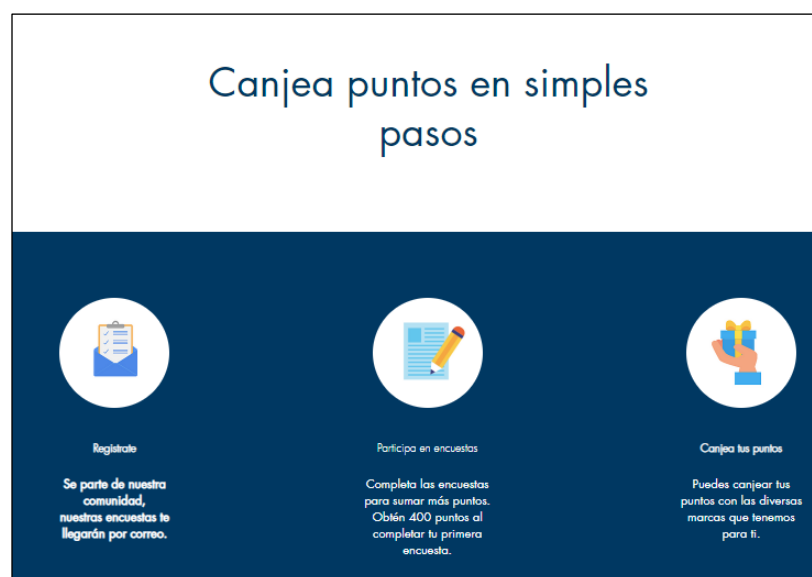 Canjea puntos en simples
pasos
Registrate
Se parte de nuestra
comunidad,
nuestras encuestas te
llegarán por correo.
Participa en encuestas
Completa las encuestas
para sumar más puntos.
Obtén 400 puntos al
completar tu primera
encuesta.
Canjea tus puntos
Puedes canjear tus
puntos con las diversas
marcas que tenemos
para ti.